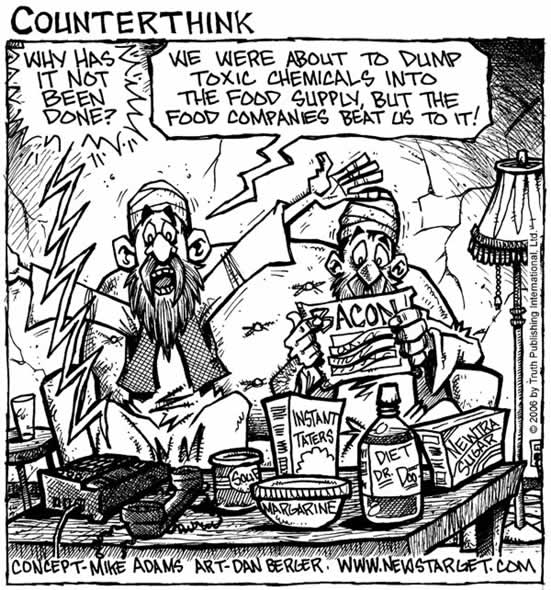 COUNTERTHINK
WHY HAS
IT NOT
BEEN
DONE?
WE WERE ABOUT TO DUMP
TOXIC CHEMICALS INTO
THE FOOD SUPPLY, BUT THE
FOOD COMPANIES BEAT US TO IT!
BACON!
INSTANT
TATERS
SOUP
MARGARINE
DIET
DR. DOP
NEWTRA
SUGAR
© 2006 by Truth Publishing International, Ltd.
CONCEPT-MIKE ADAMS ART-DAN BERGER. WWW.NEWSTARGET.COM